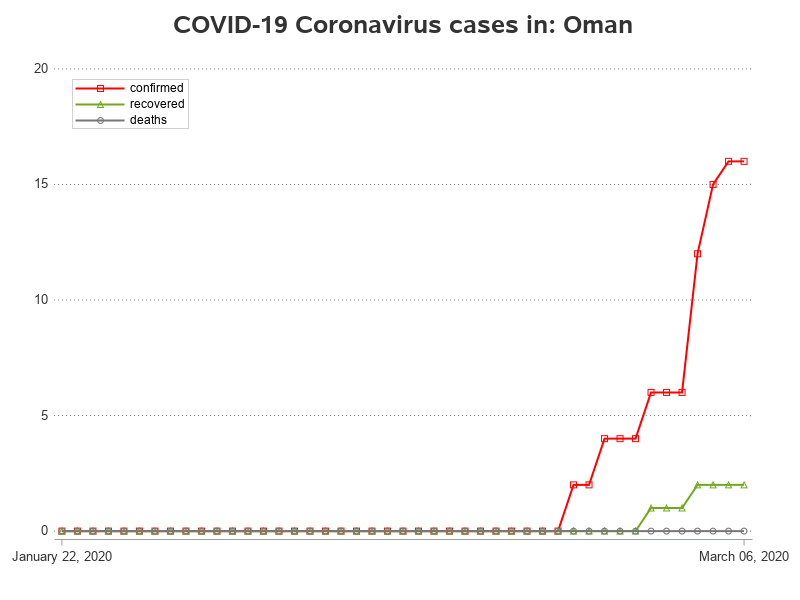 COVID-19 Coronavirus cases in: Oman
20
confirmed
recovered
deaths
15
10
5
0
January 22, 2020
March 06, 2020